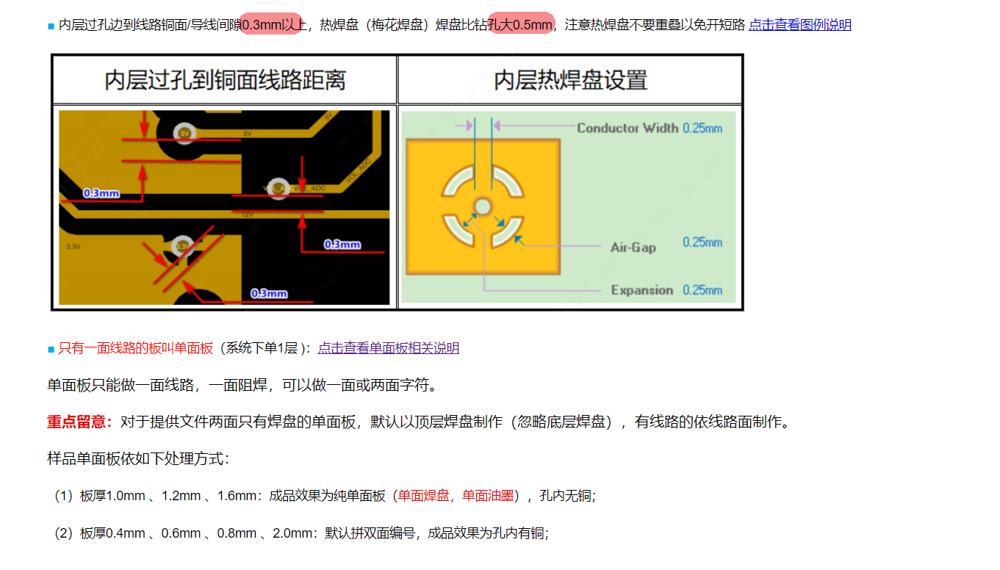 ■ 内层过孔边到线路铜面/导线间隙0.3mm以上，热焊盘（梅花焊盘）焊盘比钻孔大0.5mm，注意热焊盘不要重叠以免开短路 点击查看图例说明
内层过孔到铜面线路距离
内层热焊盘设置
5V
5V
5V
VOL_ADC
VOL_ADC
0.3mm
12V
3.3V
3.3V
0.3mm
0.3mm
Conductor Width 0.25mm
Air-Gap 0.25mm
Expansion 0.25mm
■ 只有一面线路的板叫单面板（系统下单1层）：点击查看单面板相关说明
单面板只能做一面线路，一面阻焊，可以做一面或两面字符。
重点留意：对于提供文件两面只有焊盘的单面板，默认以顶层焊盘制作（忽略底层焊盘），有线路的依线路面制作。
样品单面板依如下处理方式：
（1）板厚1.0mm 、1.2mm 、1.6mm：成品效果为纯单面板（单面焊盘，单面油墨），孔内无铜；
（2）板厚0.4mm 、0.6mm 、0.8mm 、2.0mm：默认拼双面编号，成品效果为孔内有铜；